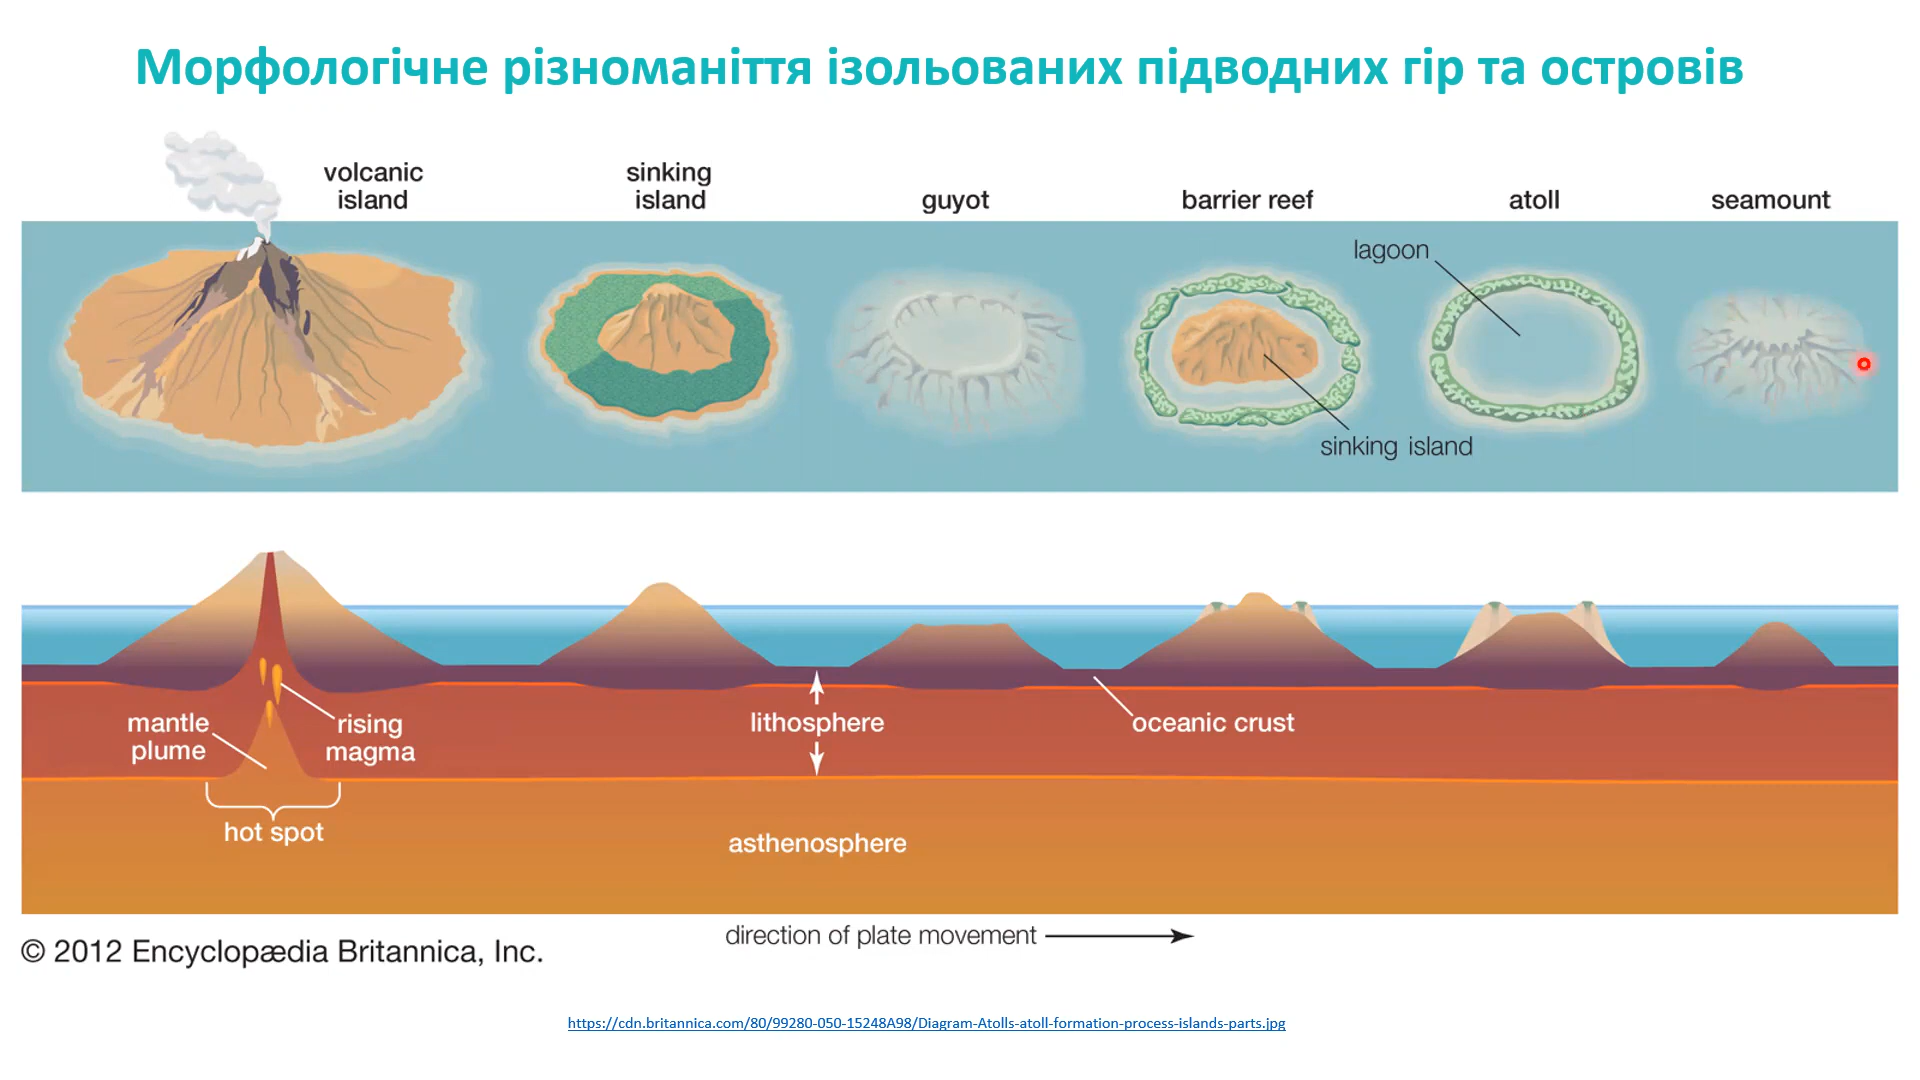 Морфологічне різноманіття ізольованих підводних гір та островів
volcanic
island
sinking
island
guyot
barrier reef
atoll
seamount
lagoon
sinking island
mantle
plume
rising
magma
lithosphere
oceanic crust
hot spot
asthenosphere
direction of plate movement
© 2012 Encyclopædia Britannica, Inc.
https://cdn.britannica.com/80/99280-050-15248A98/Diagram-Atolls-atoll-formation-process-islands-parts.jpg